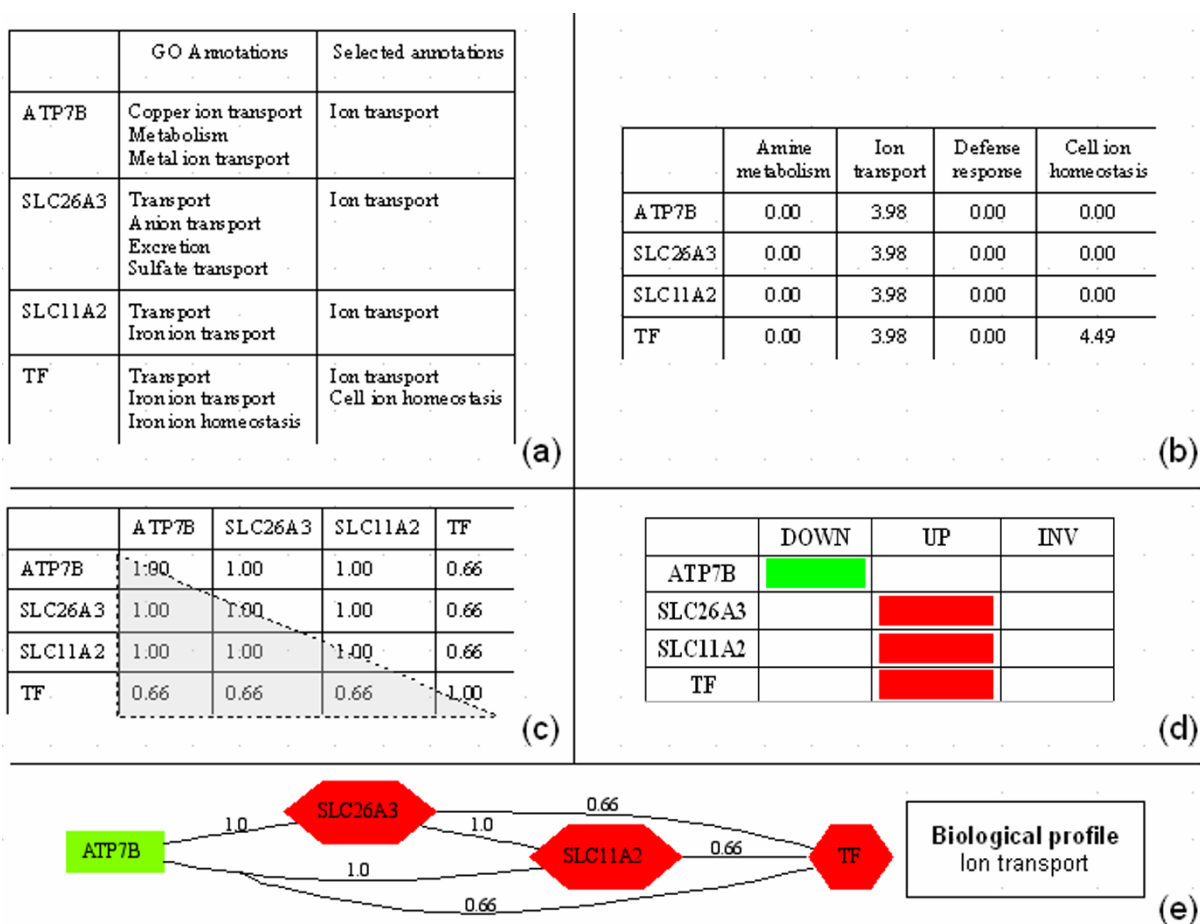 GO Annotations Selected annotations
ATP7B Copper ion transport Ion transport
Metabolism
Metal ion transport
SLC26A3 Transport Ion transport
Anion transport
Excretion
Sulfate transport
SLC11A2 Transport Ion transport
Iron ion transport
TF Transport Ion transport
Iron ion transport Cell ion homeostasis
Iron ion homeostasis
(a)
Amine Ion Defense Cell ion
metabolism transport response homeostasis
ATP7B 0.00 3.98 0.00 0.00
SLC26A3 0.00 3.98 0.00 0.00
SLC11A2 0.00 3.98 0.00 0.00
TF 0.00 3.98 0.00 4.49
(b)
ATP7B SLC26A3 SLC11A2 TF
ATP7B 1.00 1.00 1.00 0.66
SLC26A3 1.00 1.00 1.00 0.66
SLC11A2 1.00 1.00 1.00 0.66
TF 0.66 0.66 0.66 1.00
(c)
DOWN UP INV
ATP7B
SLC26A3
SLC11A2
TF
(d)
SLC26A3
0.66
1.0
1.0
ATP7B
SLC11A2
0.66
TF
1.0
0.66
Biological profile
Ion transport
(e)